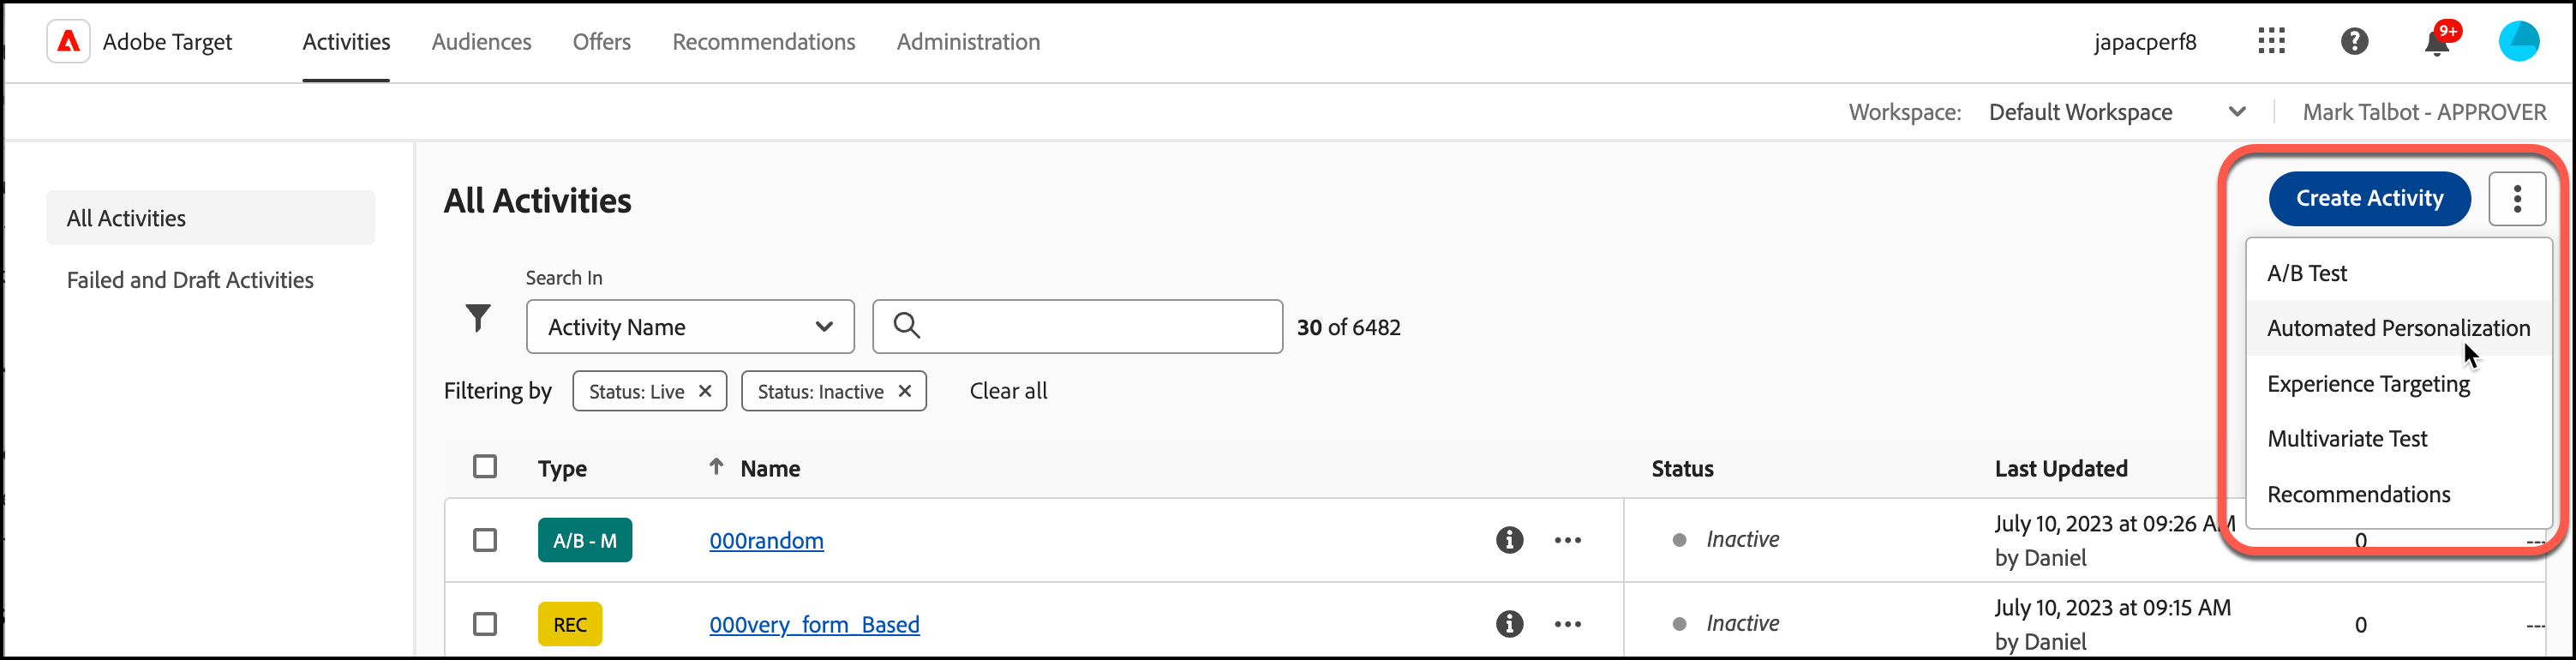 Adobe Target
Activities
Audiences
Offers
Recommendations
Administration
japacperf8
9+
Workspace:
Default Workspace
Mark Talbot - APPROVER
All Activities
Failed and Draft Activities
All Activities
Create Activity
A/B Test
Automated Personalization
Experience Targeting
Multivariate Test
Recommendations
Search In
Activity Name
30 of 6482
Filtering by
Status: Live
Status: Inactive
Clear all
Type
Name
Status
Last Updated
A/B - M
000random
Inactive
July 10, 2023 at 09:26 AM
by Daniel
0
---
REC
000very_form_Based
Inactive
July 10, 2023 at 09:15 AM
by Daniel
0
---